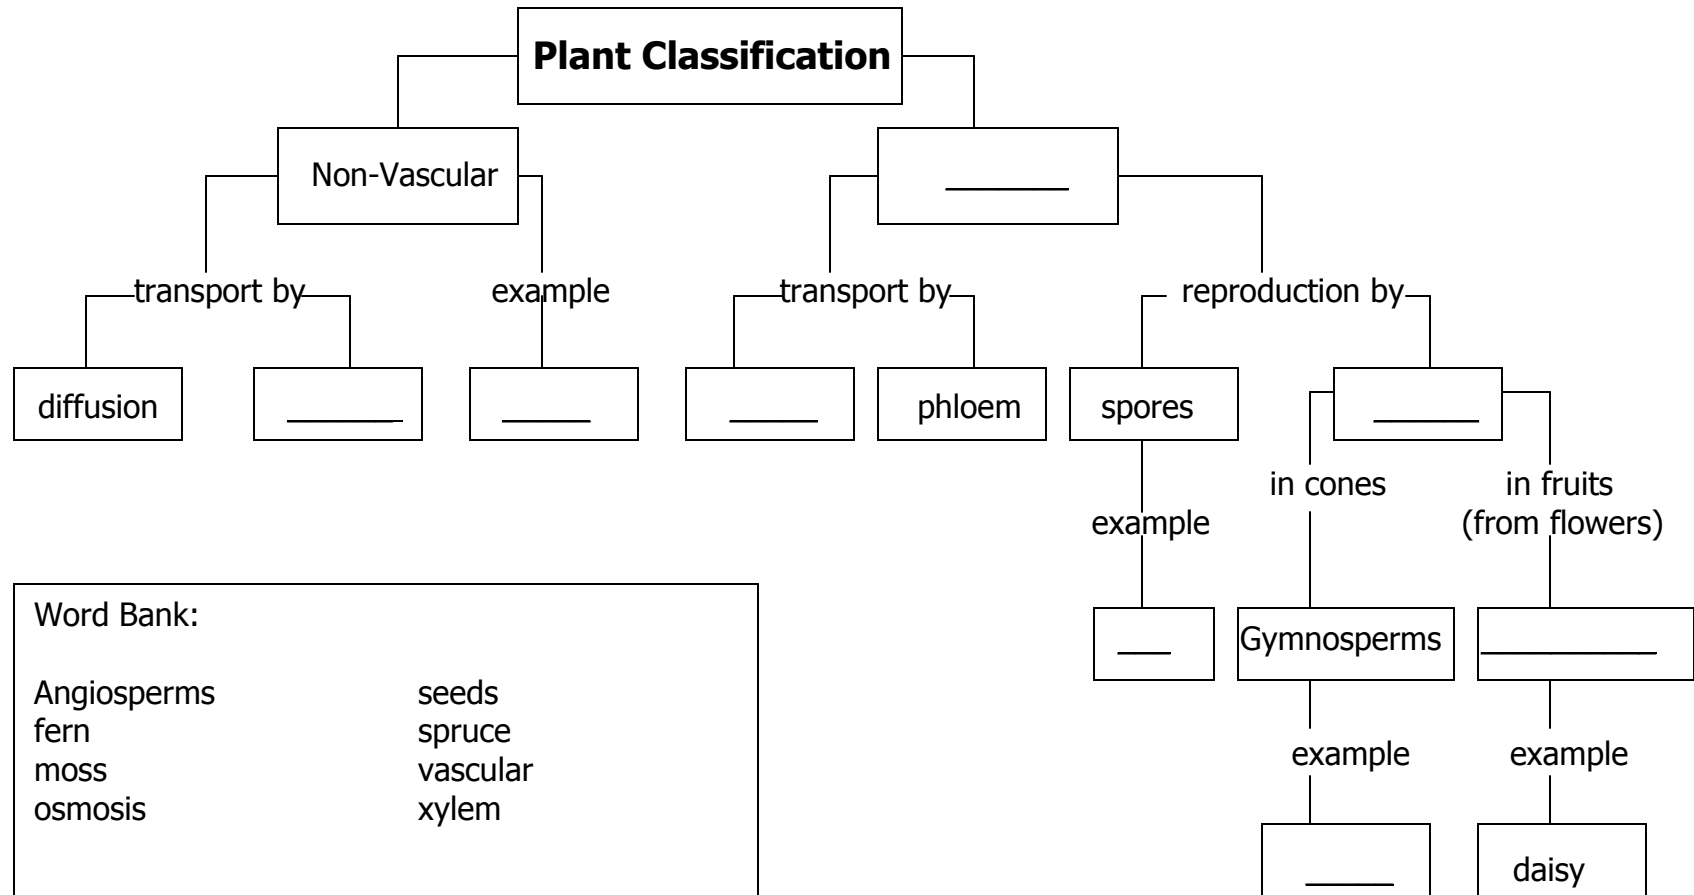 Plant Classification
Non-Vascular
_______
transport by
example
transport by
reproduction by
diffusion
_______
_____
_____
phloem
spores
______
in cones
in fruits
example
(from flowers)
Word Bank:
___
Gymnosperms
__________
Angiosperms seeds
fern spruce
moss vascular
osmosis xylem
example
example
_____
daisy